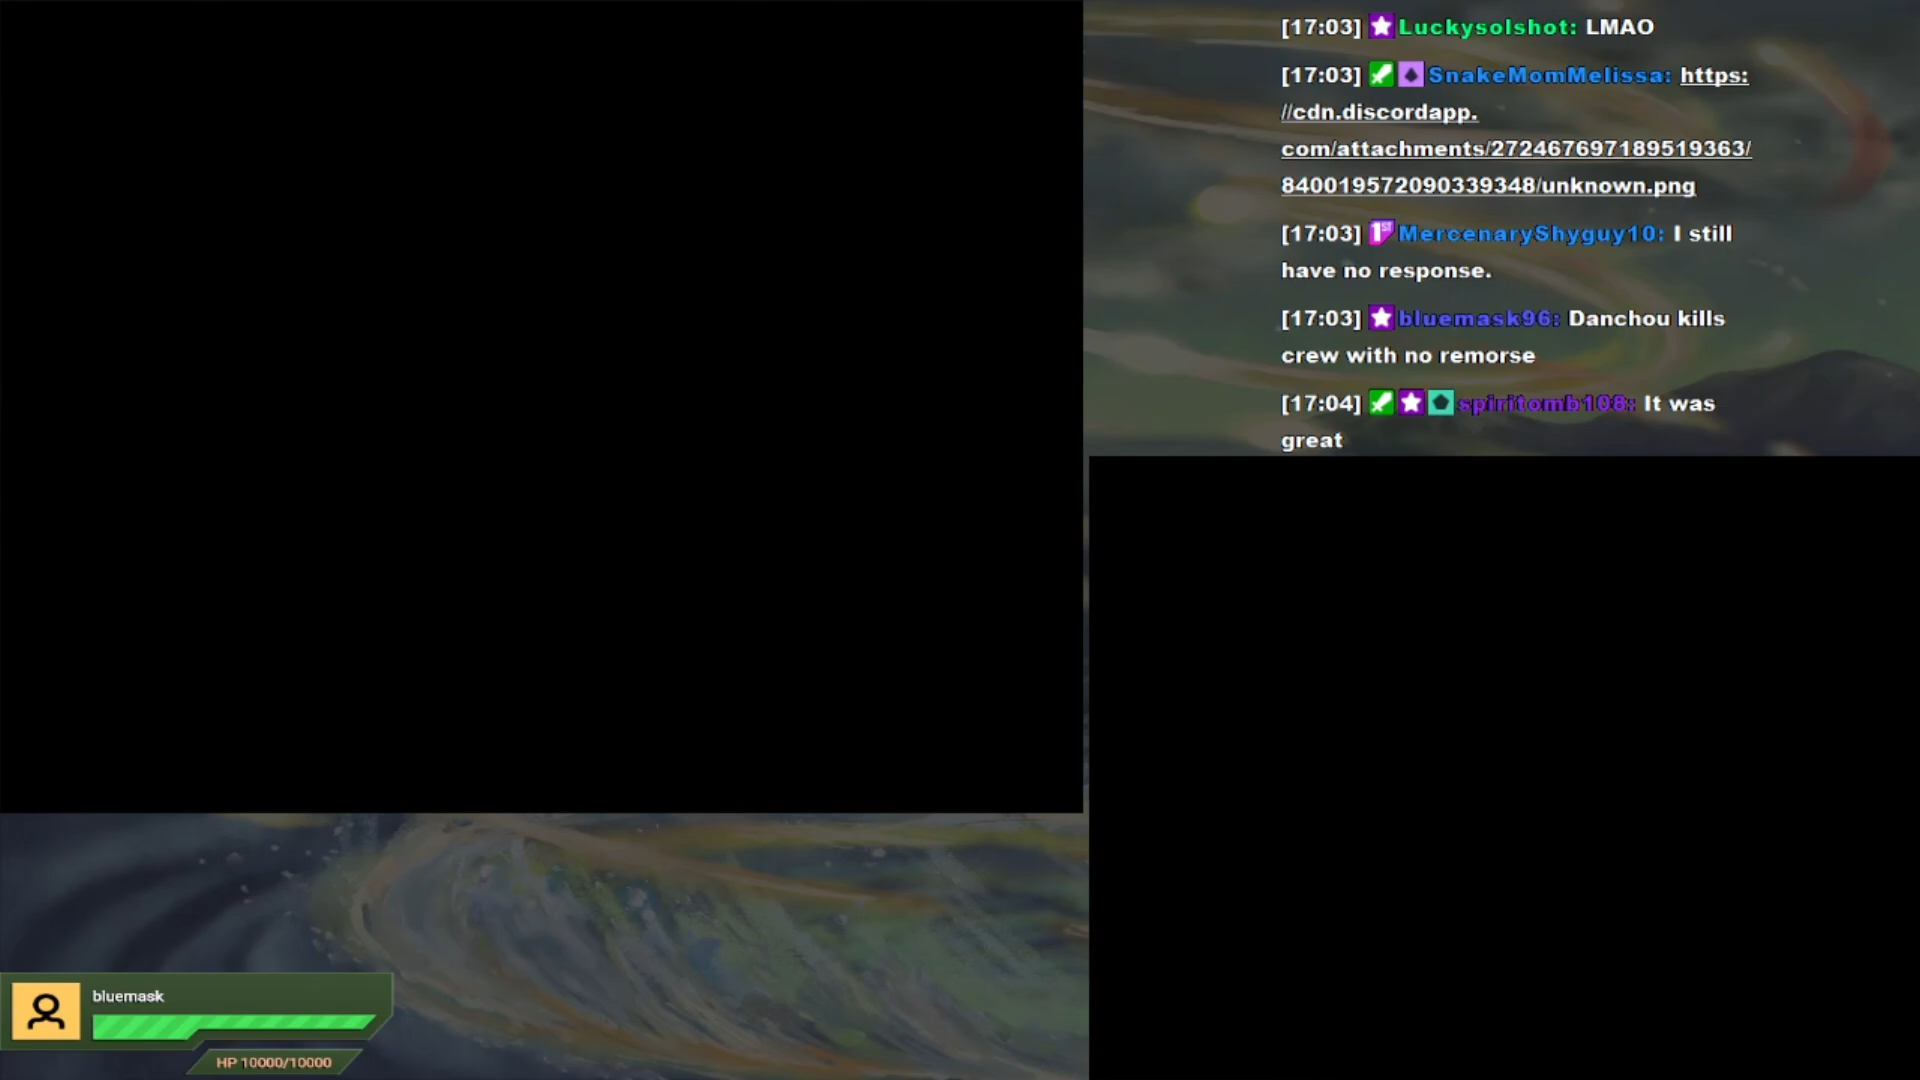 [17:03] Luckysolshot: LMAO
[17:03] SnakeMomMelissa: https:
//cdn.discordapp.
com/attachments/272467697189519363/
840019572090339348/unknown.png
[17:03] MercenaryShyguy10: I still
have no response.
[17:03] bluemask96: Danchou kills
crew with no remorse
[17:04] spiritomb108: It was
great
bluemask
HP 10000/10000